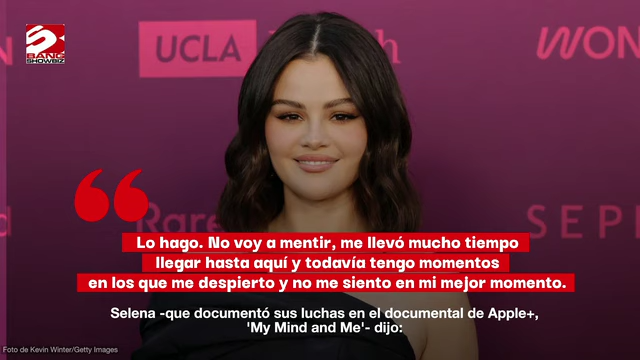 BANG
SHOWBIZ
UCLA
h
WON
d
Rare
SEP
Lo hago. No voy a mentir, me llevó mucho tiempo
llegar hasta aquí y todavía tengo momentos
en los que me despierto y no me siento en mi mejor momento.
Selena -que documentó sus luchas en el documental de Apple+,
'My Mind and Me'- dijo:
Foto de Kevin Winter/Getty Images